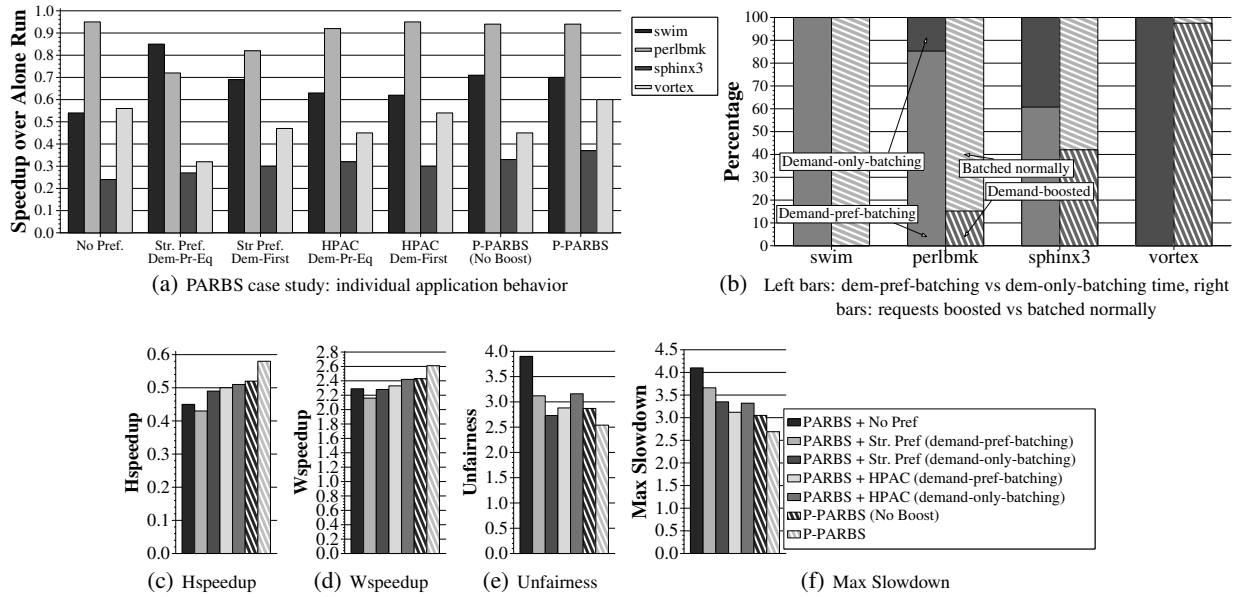 Speedup over Alone Run
1.0
0.9
0.8
0.7
0.6
0.5
0.4
0.3
0.2
0.1
0.0
No Pref.
Str. Pref.
Dem-Pr-Eq
Str Pref.
Dem-First
HPAC
Dem-Pr-Eq
HPAC
Dem-First
P-PARBS
(No Boost)
P-PARBS
swim
perlbmk
sphinx3
vortex
(a) PARBS case study: individual application behavior
Percentage
100
90
80
70
60
50
40
30
20
10
0
Demand-only-batching
Batched normally
Demand-boosted
Demand-pref-batching
swim
perlbmk
sphinx3
vortex
(b) Left bars: dem-pref-batching vs dem-only-batching time, right
bars: requests boosted vs batched normally
Hspeedup
0.6
0.5
0.4
0.3
0.2
0.1
0.0
(c) Hspeedup
Wspeedup
2.8
2.6
2.4
2.2
2.0
1.8
1.6
1.4
1.2
1.0
0.8
0.6
0.4
0.2
0.0
(d) Wspeedup
Unfairness
4.0
3.5
3.0
2.5
2.0
1.5
1.0
0.5
0.0
(e) Unfairness
Max Slowdown
4.5
4.0
3.5
3.0
2.5
2.0
1.5
1.0
0.5
0.0
PARBS + No Pref
PARBS + Str. Pref (demand-pref-batching)
PARBS + Str. Pref (demand-only-batching)
PARBS + HPAC (demand-pref-batching)
PARBS + HPAC (demand-only-batching)
P-PARBS (No Boost)
P-PARBS
(f) Max Slowdown